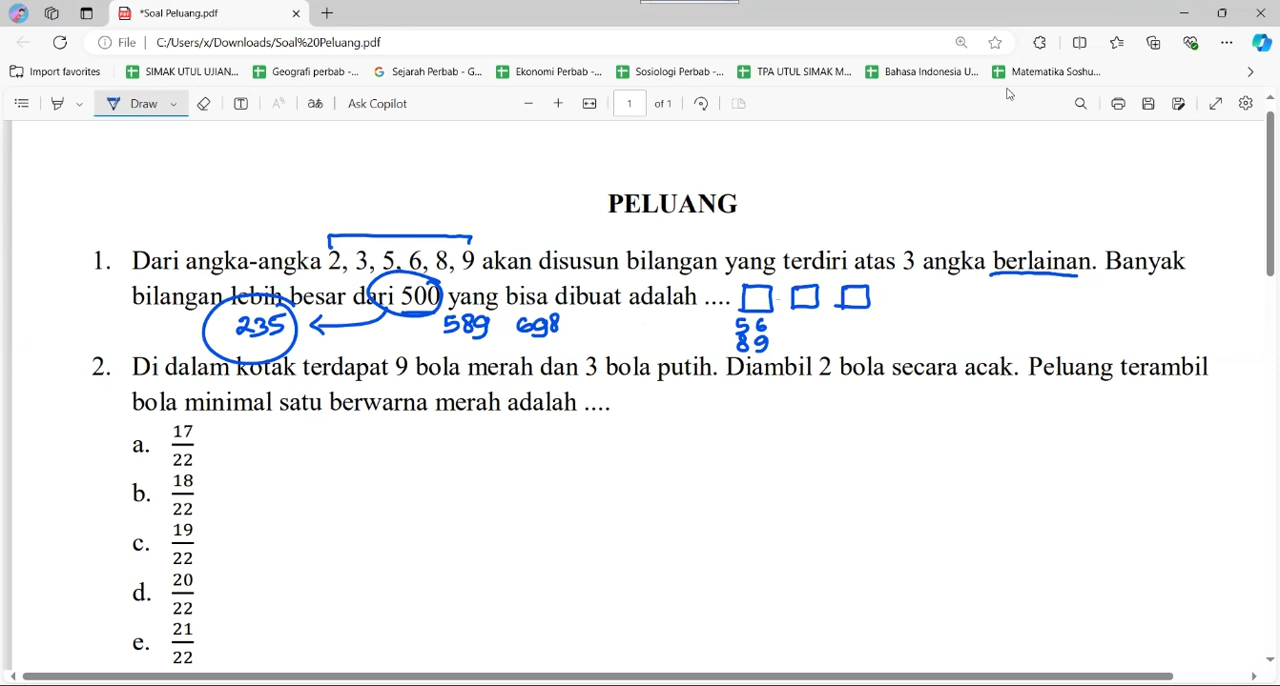 *Soal Peluang.pdf
File C:/Users/x/Downloads/Soal%20Peluang.pdf
Import favorites SIMAK UTUL UJIAN... Geografi perbab -... Sejarah Perbab - G... Ekonomi Perbab -... Sosiologi Perbab -... TPA UTUL SIMAK M... Bahasa Indonesia U... Matematika Soshu...
Draw Ask Copilot 1 of 1
PELUANG
1. Dari angka-angka 2, 3, 5, 6, 8, 9 akan disusun bilangan yang terdiri atas 3 angka berlainan. Banyak
bilangan lebih besar dari 500 yang bisa dibuat adalah ....
235 589 698 5 6
8 9
2. Di dalam kotak terdapat 9 bola merah dan 3 bola putih. Diambil 2 bola secara acak. Peluang terambil
bola minimal satu berwarna merah adalah ....
a. 17/22
b. 18/22
c. 19/22
d. 20/22
e. 21/22